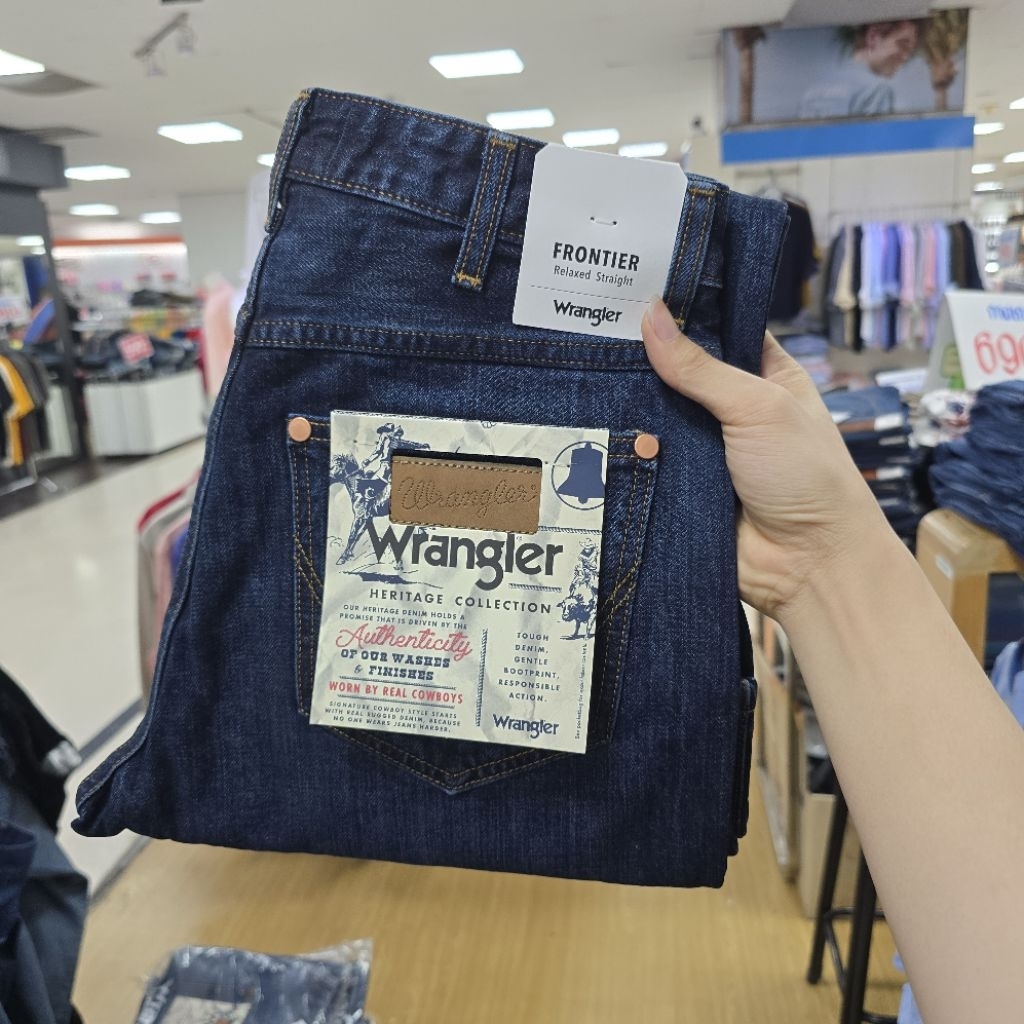 FRONTIER
Relaxed Straight
Wrangler
Wrangler
Wrangler
HERITAGE COLLECTION
OUR HERITAGE DENIM HOLDS A
PROMISE THAT IS DRIVEN BY THE
Authenticity
OF OUR WASHES
& FINISHES
WORN BY REAL COWBOYS
SIGNATURE COWBOY STYLE STARTS
WITH REAL RUGGED DENIM, BECAUSE
NO ONE WEARS JEANS HARDER.
TOUGH
DENIM,
GENTLE
BOOTPRINT,
RESPONSIBLE
ACTION.
Wrangler